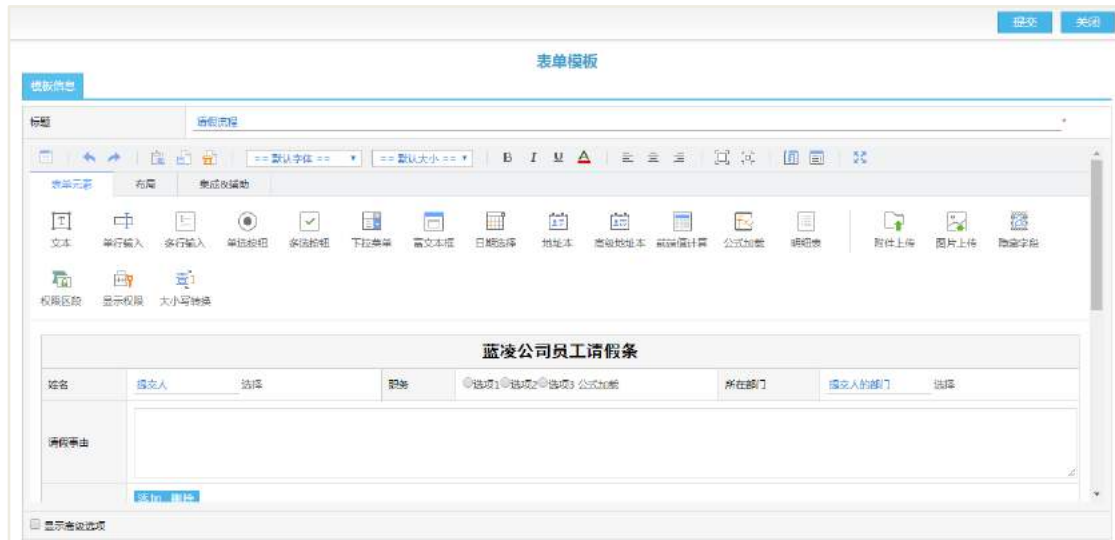 提交 关闭
表单模板
模板信息
标题 请假流程 *
== 默认字体 == == 默认大小 == B I U A
表单元素 布局 集成及辅助
文本 单行输入 多行输入 单选按钮 多选按钮 下拉菜单 富文本框 日期选择 地址本 高级地址本 前端值计算 公式加载 明细表 附件上传 图片上传 隐藏字段
权限区段 显示权限 大小写转换
蓝凌公司员工请假条
姓名 提交人 选择 职务 选项1 选项2 选项3 公式加载 所在部门 提交人的部门 选择
请假事由
添加 删除
显示高级选项